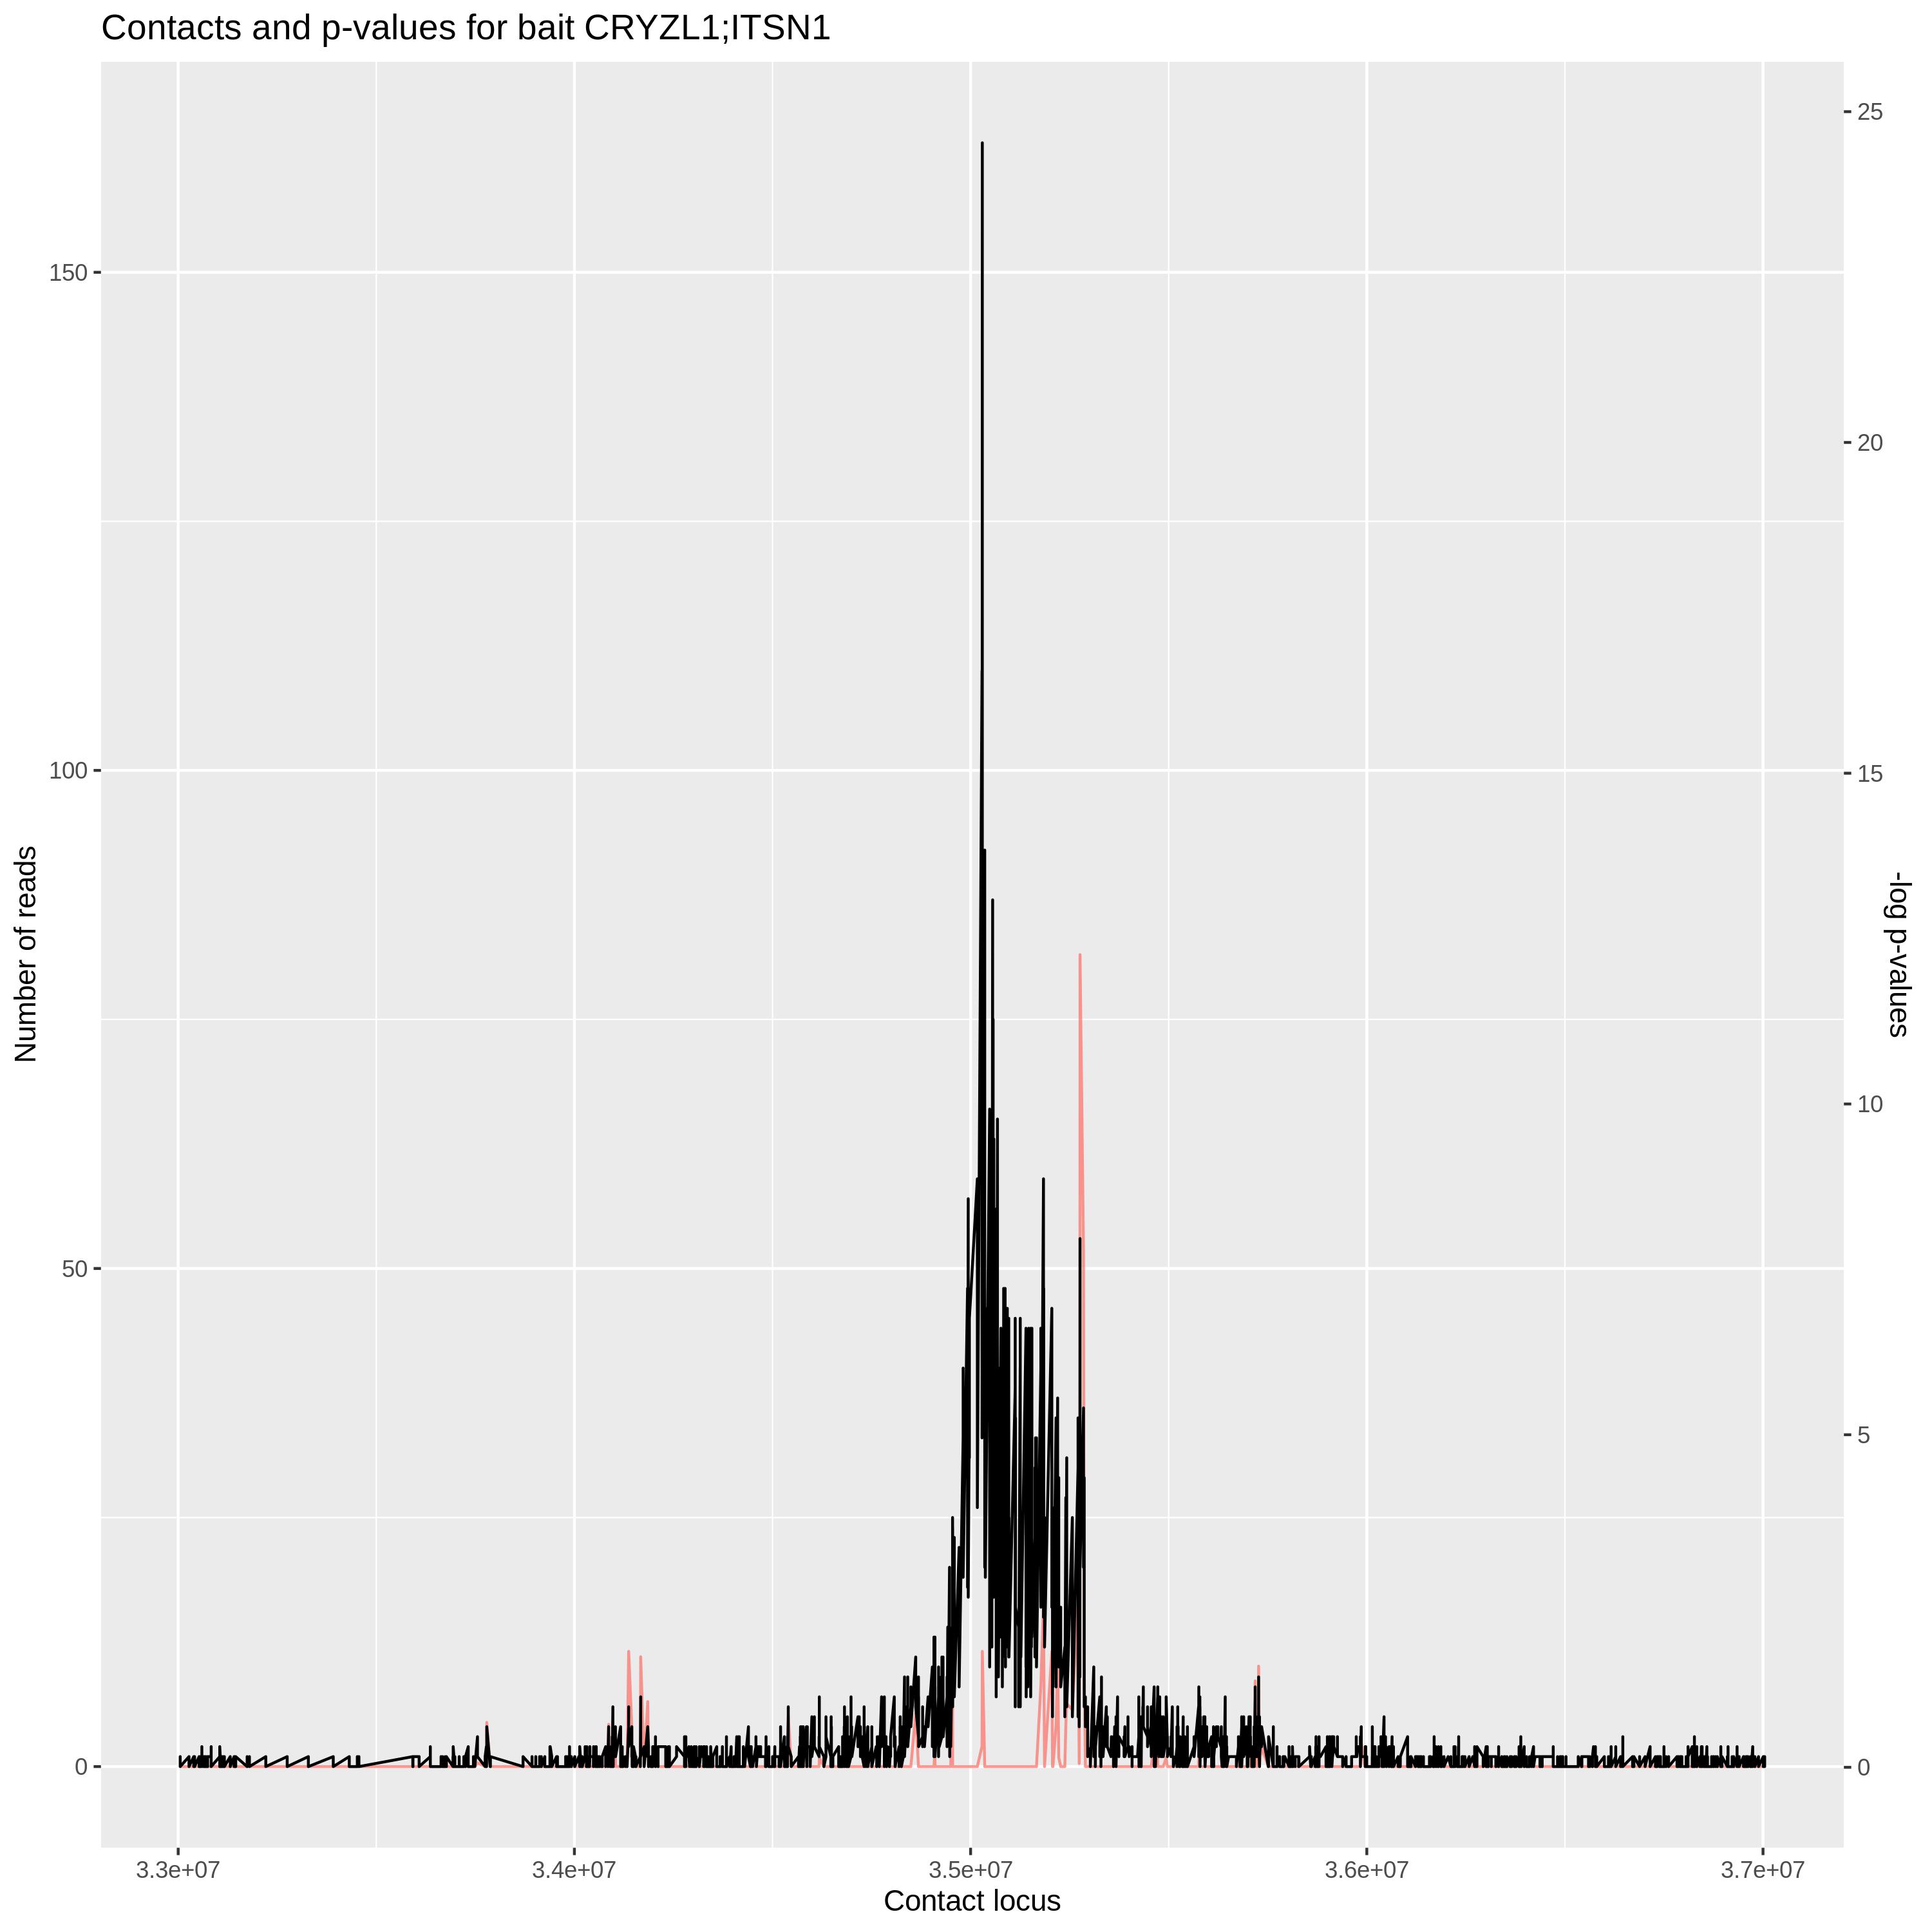 Contacts and p-values for bait CRYZL1;ITSN1
Number of reads
150
100
50
0
25
20
15
10
5
0
-log p-values
3.3e+07
3.4e+07
3.5e+07
3.6e+07
3.7e+07
Contact locus